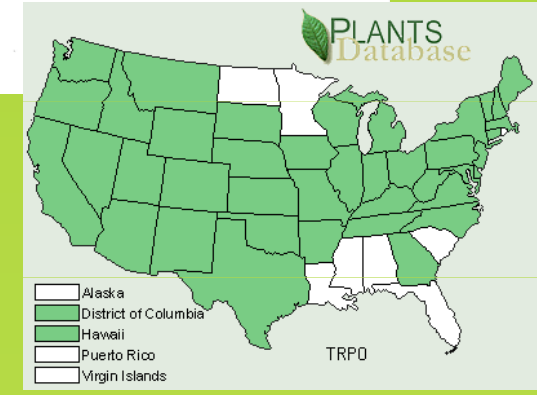 PLANTS
Database
Alaska
District of Columbia
Hawaii
Puerto Rico
Virgin Islands
TRPO